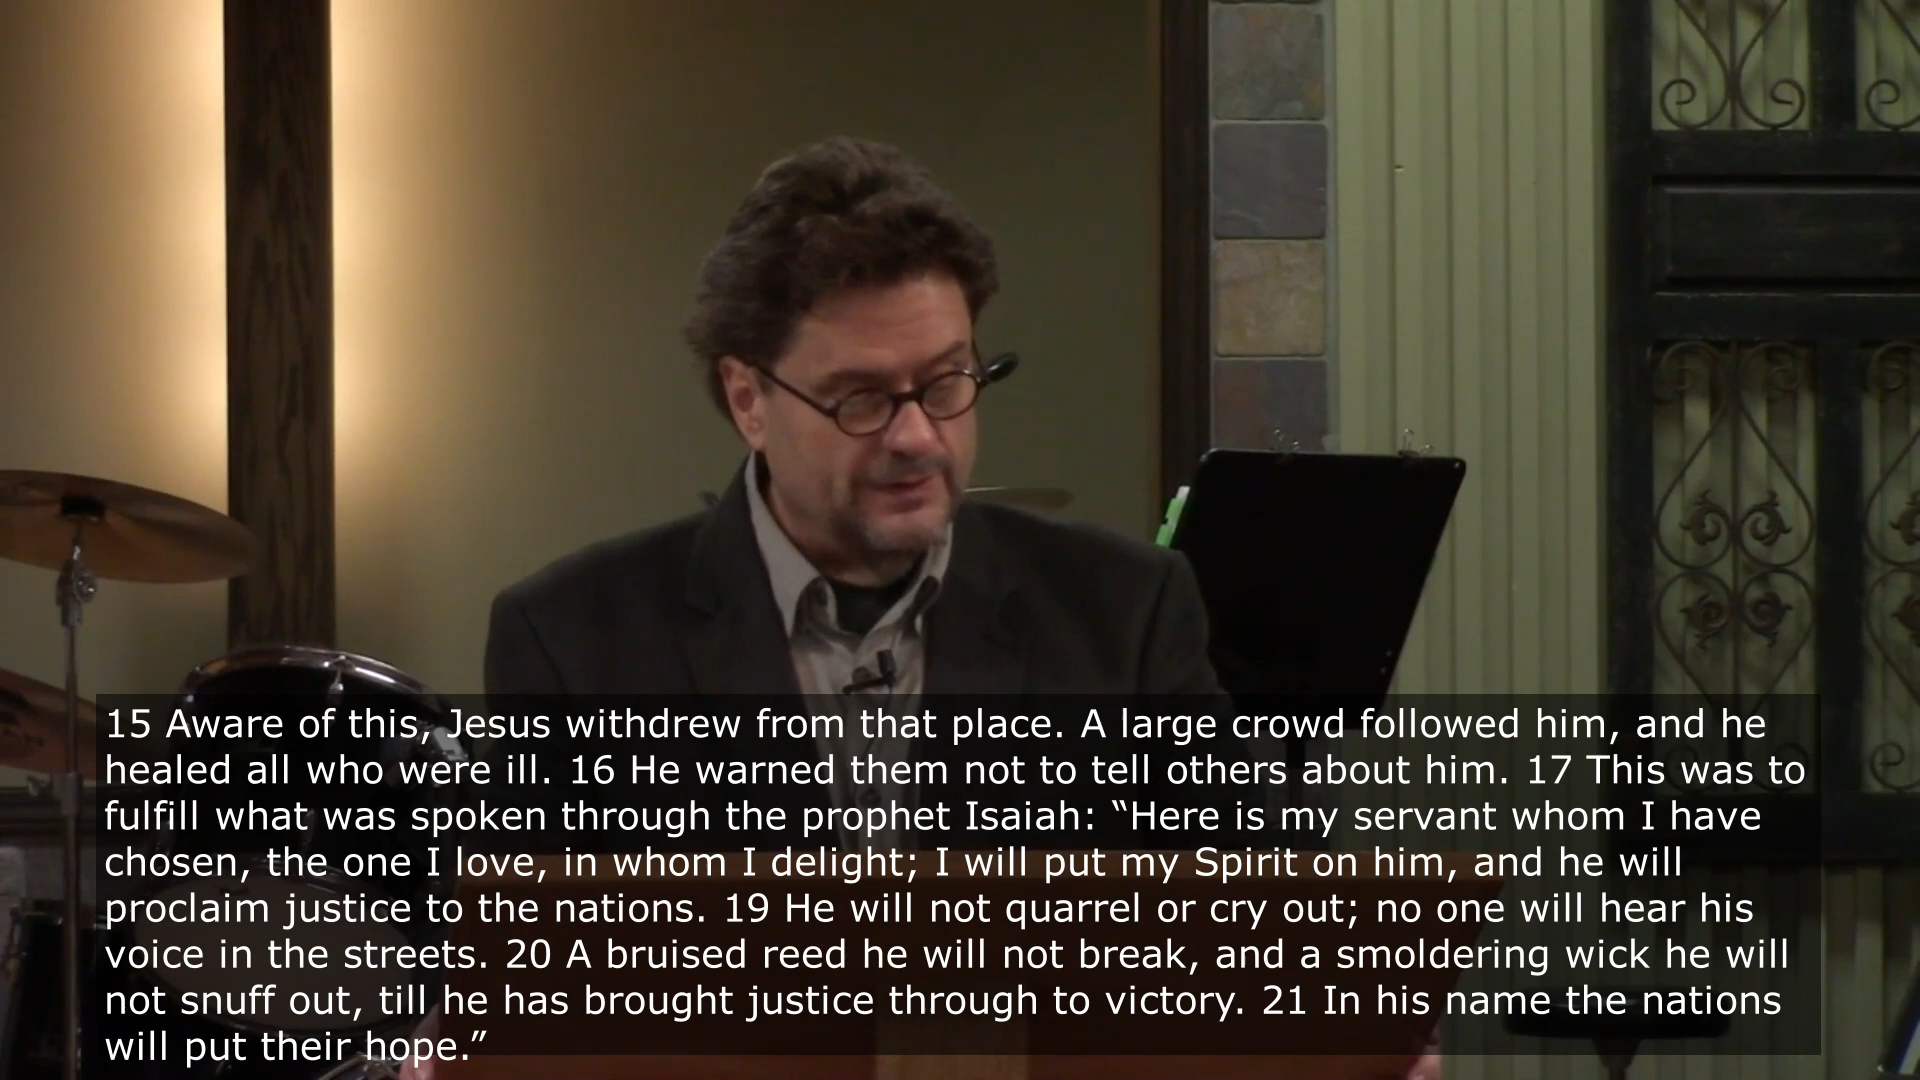 15 Aware of this, Jesus withdrew from that place. A large crowd followed him, and he
healed all who were ill. 16 He warned them not to tell others about him. 17 This was to
fulfill what was spoken through the prophet Isaiah: “Here is my servant whom I have
chosen, the one I love, in whom I delight; I will put my Spirit on him, and he will
proclaim justice to the nations. 19 He will not quarrel or cry out; no one will hear his
voice in the streets. 20 A bruised reed he will not break, and a smoldering wick he will
not snuff out, till he has brought justice through to victory. 21 In his name the nations
will put their hope.”